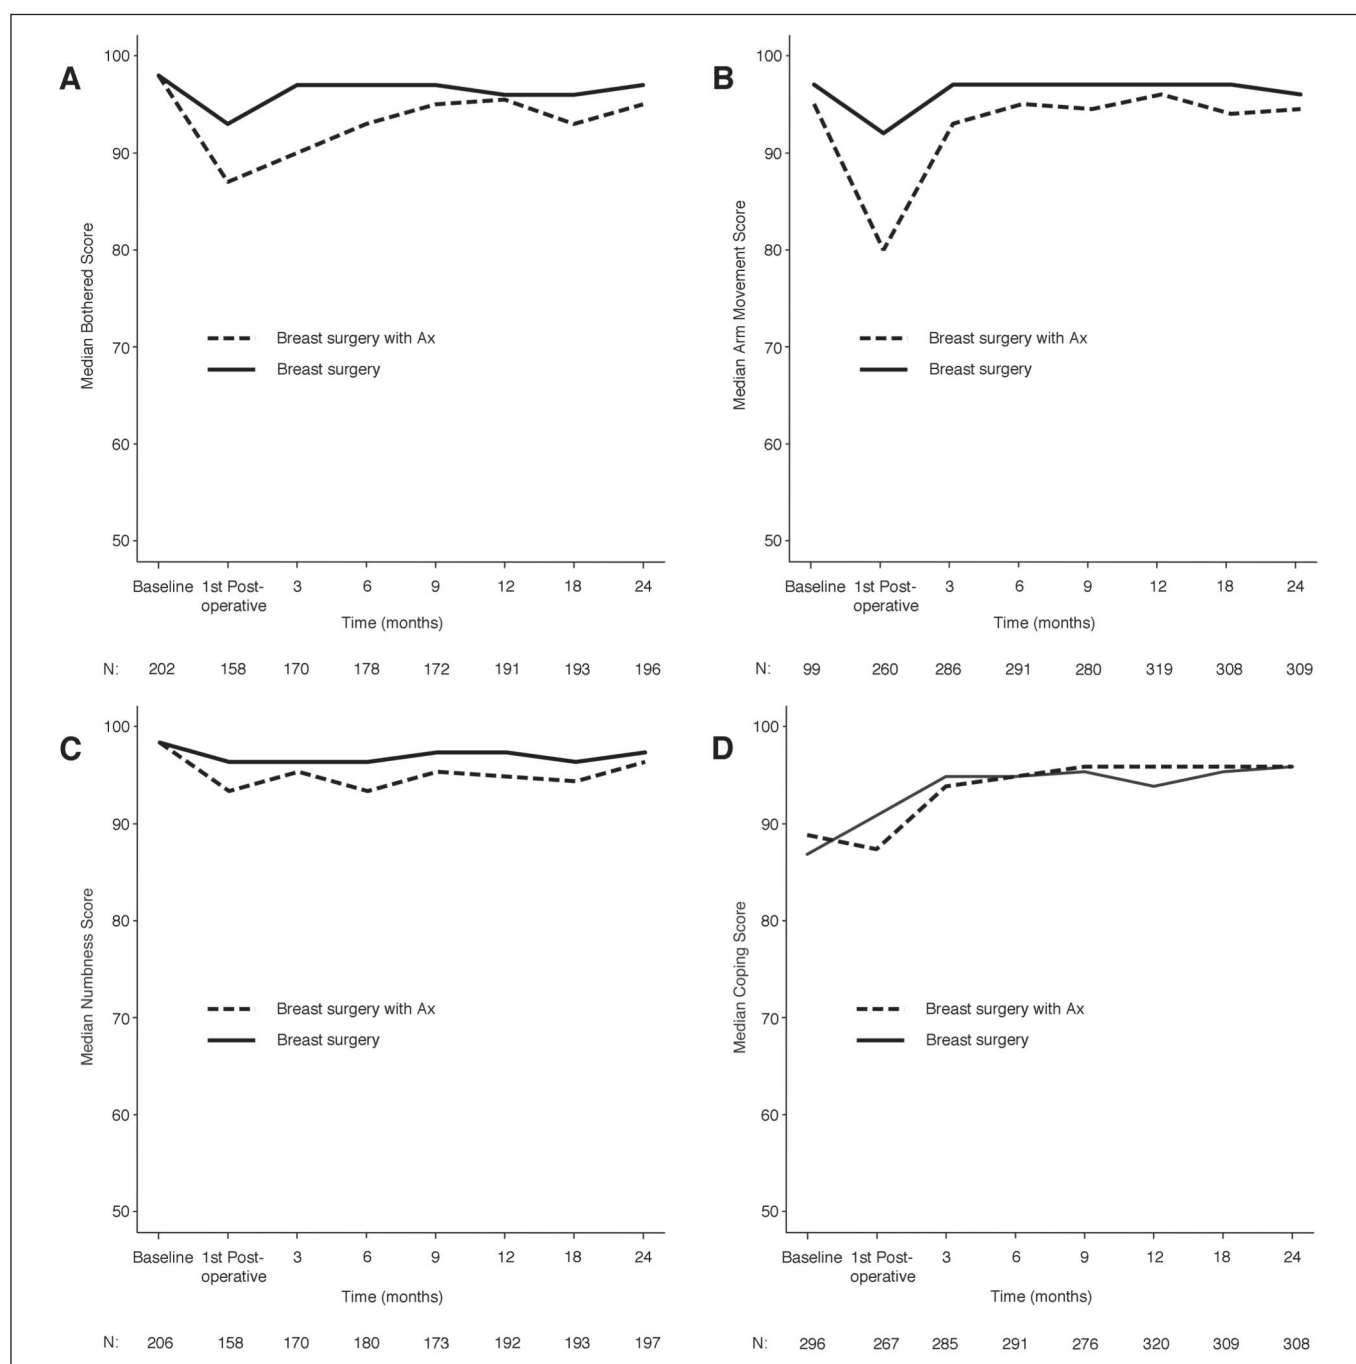 A
Median Bothered Score
100
90
80
70
60
50
Breast surgery with Ax
Breast surgery
Baseline 1st Post-operative 3 6 9 12 18 24
Time (months)
N: 202 158 170 178 172 191 193 196
B
Median Arm Movement Score
100
90
80
70
60
50
Breast surgery with Ax
Breast surgery
Baseline 1st Post-operative 3 6 9 12 18 24
Time (months)
N: 99 260 286 291 280 319 308 309
C
Median Numbness Score
100
90
80
70
60
50
Breast surgery with Ax
Breast surgery
Baseline 1st Post-operative 3 6 9 12 18 24
Time (months)
N: 206 158 170 180 173 192 193 197
D
Median Coping Score
100
90
80
70
60
50
Breast surgery with Ax
Breast surgery
Baseline 1st Post-operative 3 6 9 12 18 24
Time (months)
N: 296 267 285 291 276 320 309 308